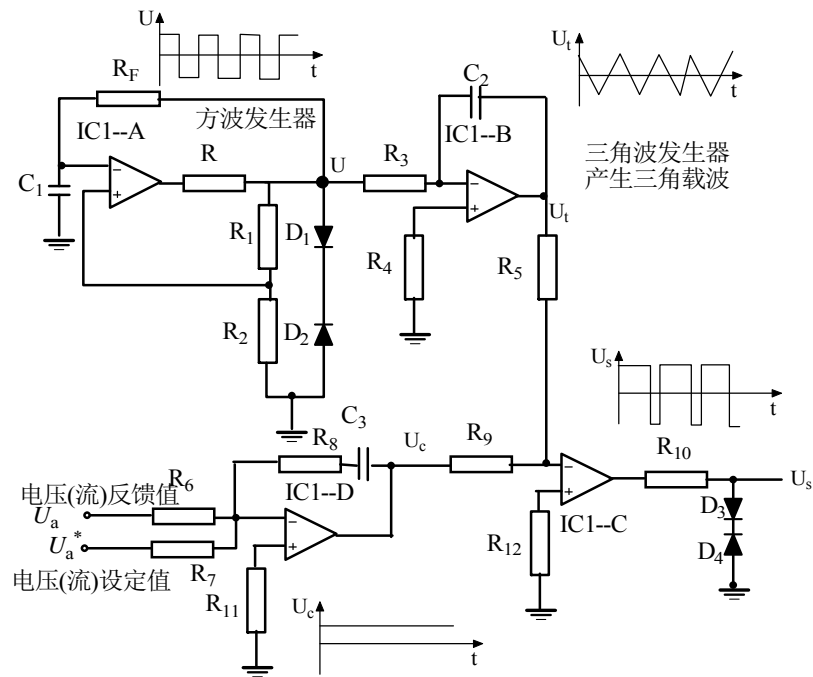 U
t
R_F
IC1--A
方波发生器
C_1
−
+
R
U
R_1
D_1
R_2
D_2
R_3
C_2
IC1--B
−
+
R_4
U_t
R_5
U_t
t
三角波发生器
产生三角载波
U_s
t
电压(流)反馈值
R_6
U_a
U_a*
R_7
电压(流)设定值
R_8
C_3
IC1--D
−
+
R_11
U_c
R_9
−
+
IC1--C
R_12
R_10
U_s
D_3
D_4
U_c
t